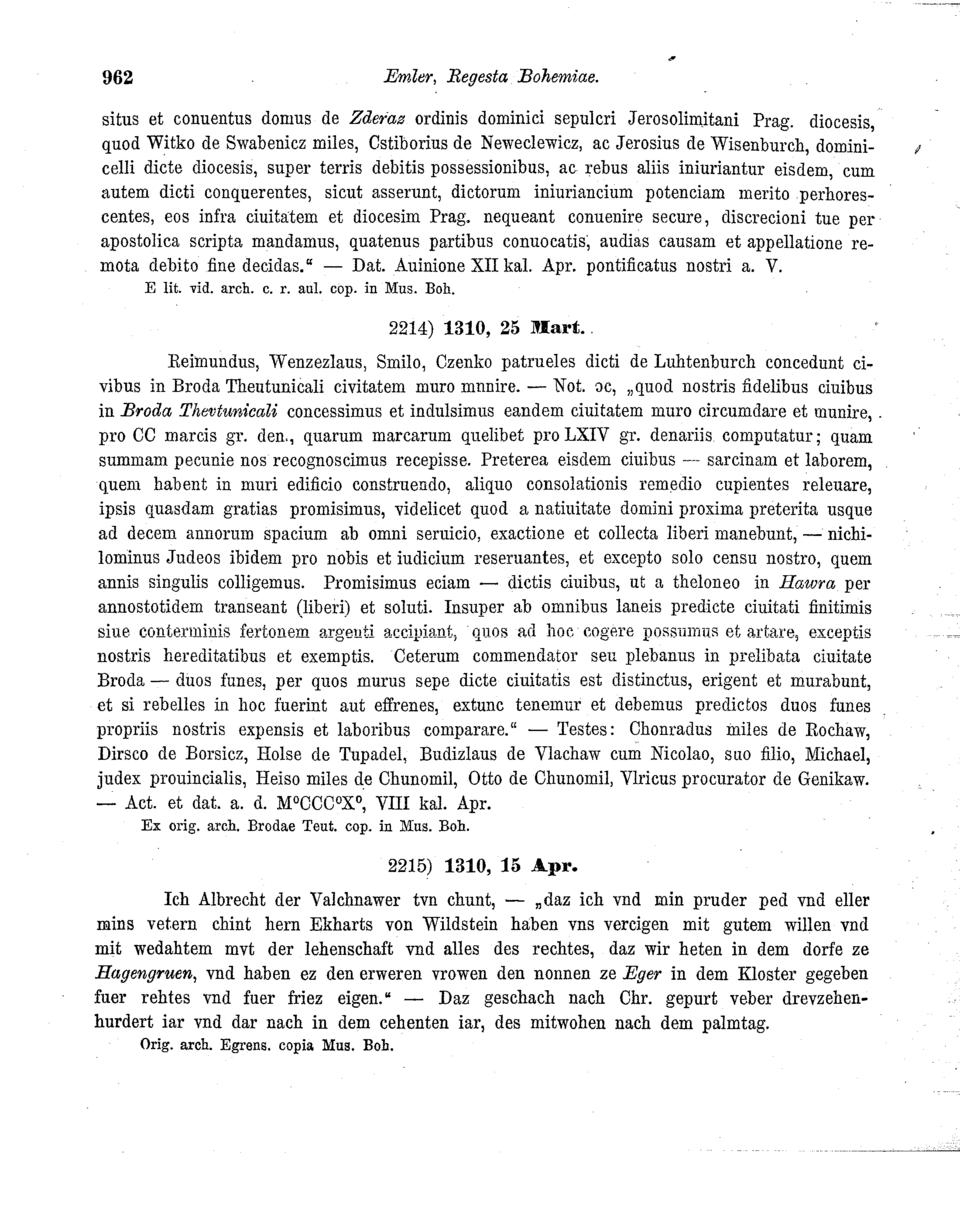 962 Emler, Regesta Bohemiae.
situs et conuentus domus de Zderaz ordinis dominici sepulcri Jerosolimitani Prag. diocesis,
quod Witko de Swabenicz miles, Cstiborius de Neweclewicz, ac Jerosius de Wisenburch, domini-
celli dicte diocesis, super terris debitis possessionibus, ac rebus aliis iniuriantur eisdem, cum
autem dicti conquerentes, sicut asserunt, dictorum iniuriancium potenciam merito perhores-
centes, eos infra ciuitatem et diocesim Prag. nequeant conuenire secure, discrecioni tue per
apostolica scripta mandamus, quatenus partibus conuocatis, audias causam et appellatione re-
mota debito fine decidas.“ — Dat. Auinione XII kal. Apr. pontificatus nostri a. V.
E lit. vid. arch. c. r. aul. cop. in Mus. Boh.
2214) 1310, 25 Mart.
Reimundus, Wenzezlaus, Smilo, Czenko patrueles dicti de Luhtenburch concedunt ci-
vibus in Broda Theutunicali civitatem muro mnnire. — Not. ɔc, „quod nostris fidelibus ciuibus
in Broda Thevtunicali concessimus et indulsimus eandem ciuitatem muro circumdare et munire,
pro CC marcis gr. den., quarum marcarum quelibet pro LXIV gr. denariis computatur; quam
summam pecunie nos recognoscimus recepisse. Preterea eisdem ciuibus — sarcinam et laborem,
quem habent in muri edificio construendo, aliquo consolationis remedio cupientes releuare,
ipsis quasdam gratias promisimus, videlicet quod a natiuitate domini proxima preterita usque
ad decem annorum spacium ab omni seruicio, exactione et collecta liberi manebunt, — nichi-
lominus Judeos ibidem pro nobis et iudicium reseruantes, et excepto solo censu nostro, quem
annis singulis colligemus. Promisimus eciam — dictis ciuibus, ut a theloneo in Hawra per
annostotidem transeant (liberi) et soluti. Insuper ab omnibus laneis predicte ciuitati finitimis
siue conterminis fertonem argenti accipiant, quos ad hoc cogere possumus et artare, exceptis
nostris hereditatibus et exemptis. Ceterum commendator seu plebanus in prelibata ciuitate
Broda — duos funes, per quos murus sepe dicte ciuitatis est distinctus, erigent et murabunt,
et si rebelles in hoc fuerint aut effrenes, extunc tenemur et debemus predictos duos funes
propriis nostris expensis et laboribus comparare.“ — Testes: Chonradus miles de Rochaw,
Dirsco de Borsicz, Holse de Tupadel, Budizlaus de Vlachaw cum Nicolao, suo filio, Michael,
judex prouincialis, Heiso miles de Chunomil, Otto de Chunomil, Vlricus procurator de Genikaw.
— Act. et dat. a. d. M⁰CCC⁰X⁰, VIII kal. Apr.
Ex orig. arch. Brodae Teut. cop. in Mus. Boh.
2215) 1310, 15 Apr.
Ich Albrecht der Valchnawer tvn chunt, — „daz ich vnd min pruder ped vnd eller
mins vetern chint hern Ekharts von Wildstein haben vns vercigen mit gutem willen vnd
mit wedahtem mvt der lehenschaft vnd alles des rechtes, daz wir heten in dem dorfe ze
Hagengruen, vnd haben ez den erweren vrowen den nonnen ze Eger in dem Kloster gegeben
fuer rehtes vnd fuer friez eigen.“ — Daz geschach nach Chr. gepurt veber drevzehen-
hurdert iar vnd dar nach in dem cehenten iar, des mitwohen nach dem palmtag.
Orig. arch. Egrens. copia Mus. Boh.